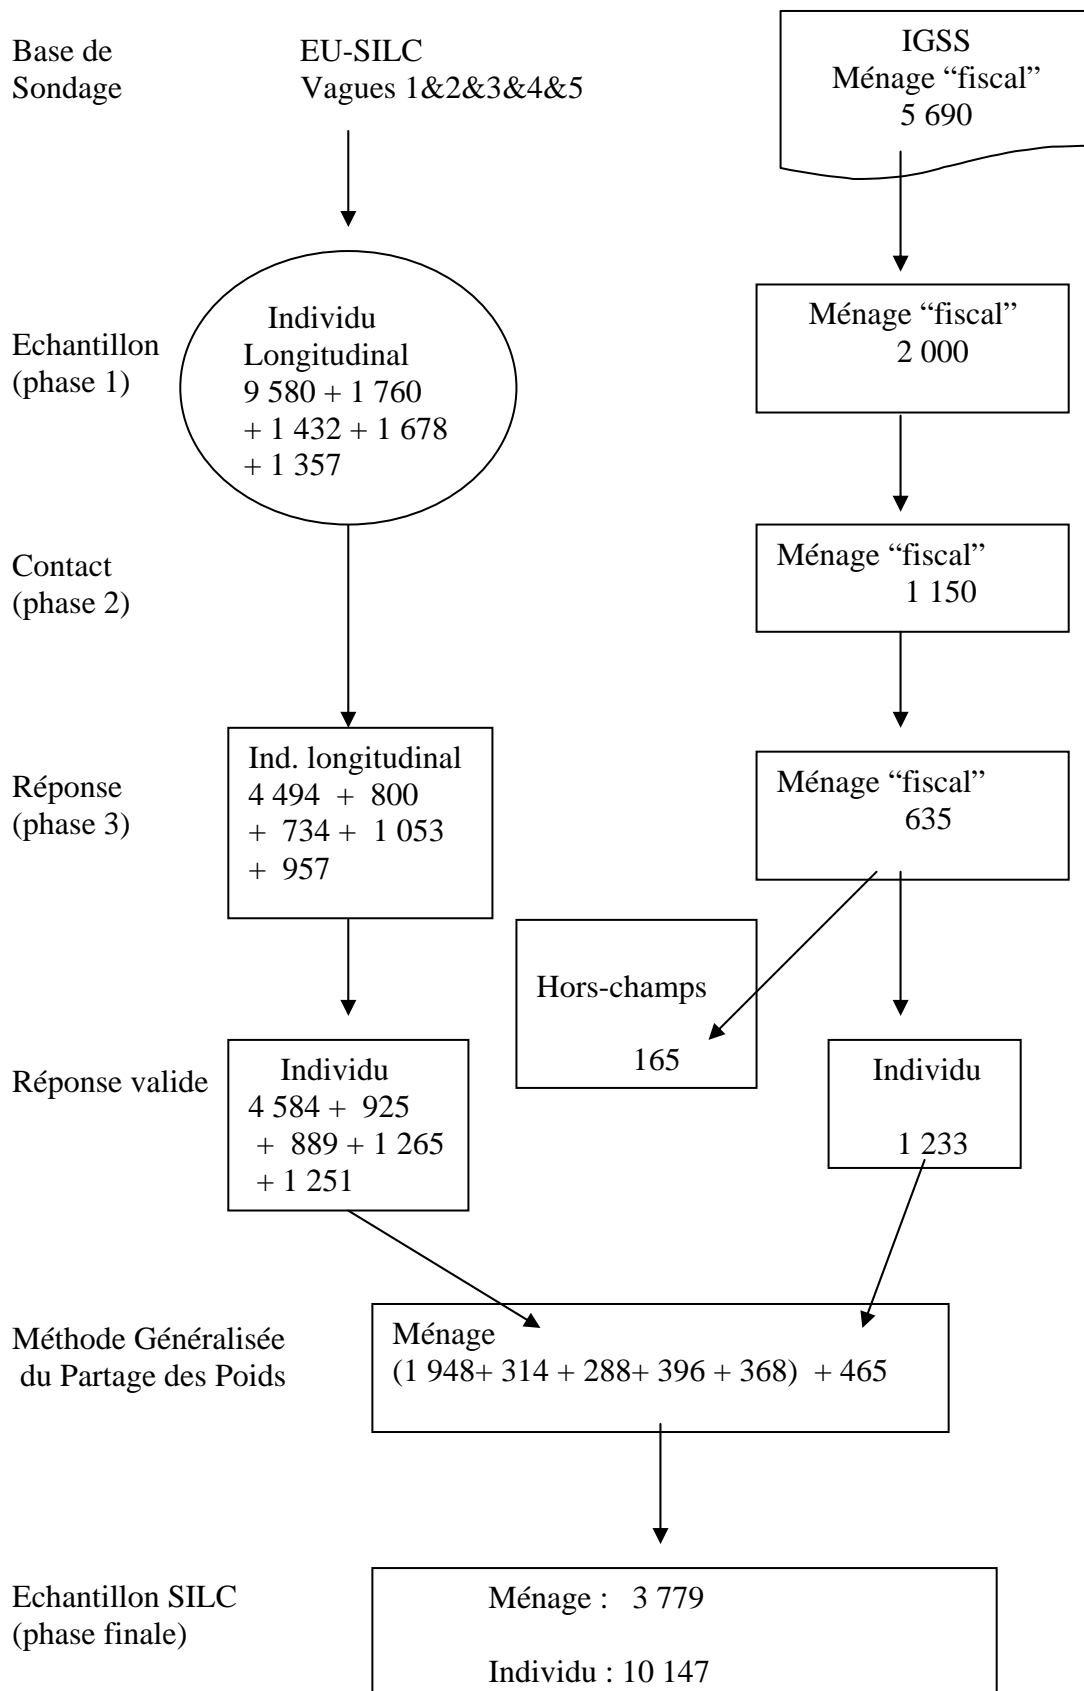 Base de
Sondage
EU-SILC
Vagues 1&2&3&4&5
IGSS
Ménage “fiscal”
5 690
Echantillon
(phase 1)
Individu
Longitudinal
9 580 + 1 760
+ 1 432 + 1 678
+ 1 357
Ménage “fiscal”
2 000
Contact
(phase 2)
Ménage “fiscal”
1 150
Réponse
(phase 3)
Ind. longitudinal
4 494 + 800
+ 734 + 1 053
+ 957
Ménage “fiscal”
635
Hors-champs
165
Réponse valide
Individu
4 584 + 925
+ 889 + 1 265
+ 1 251
Individu
1 233
Méthode Généralisée
du Partage des Poids
Ménage
(1 948+ 314 + 288+ 396 + 368) + 465
Echantillon SILC
(phase finale)
Ménage : 3 779
Individu : 10 147